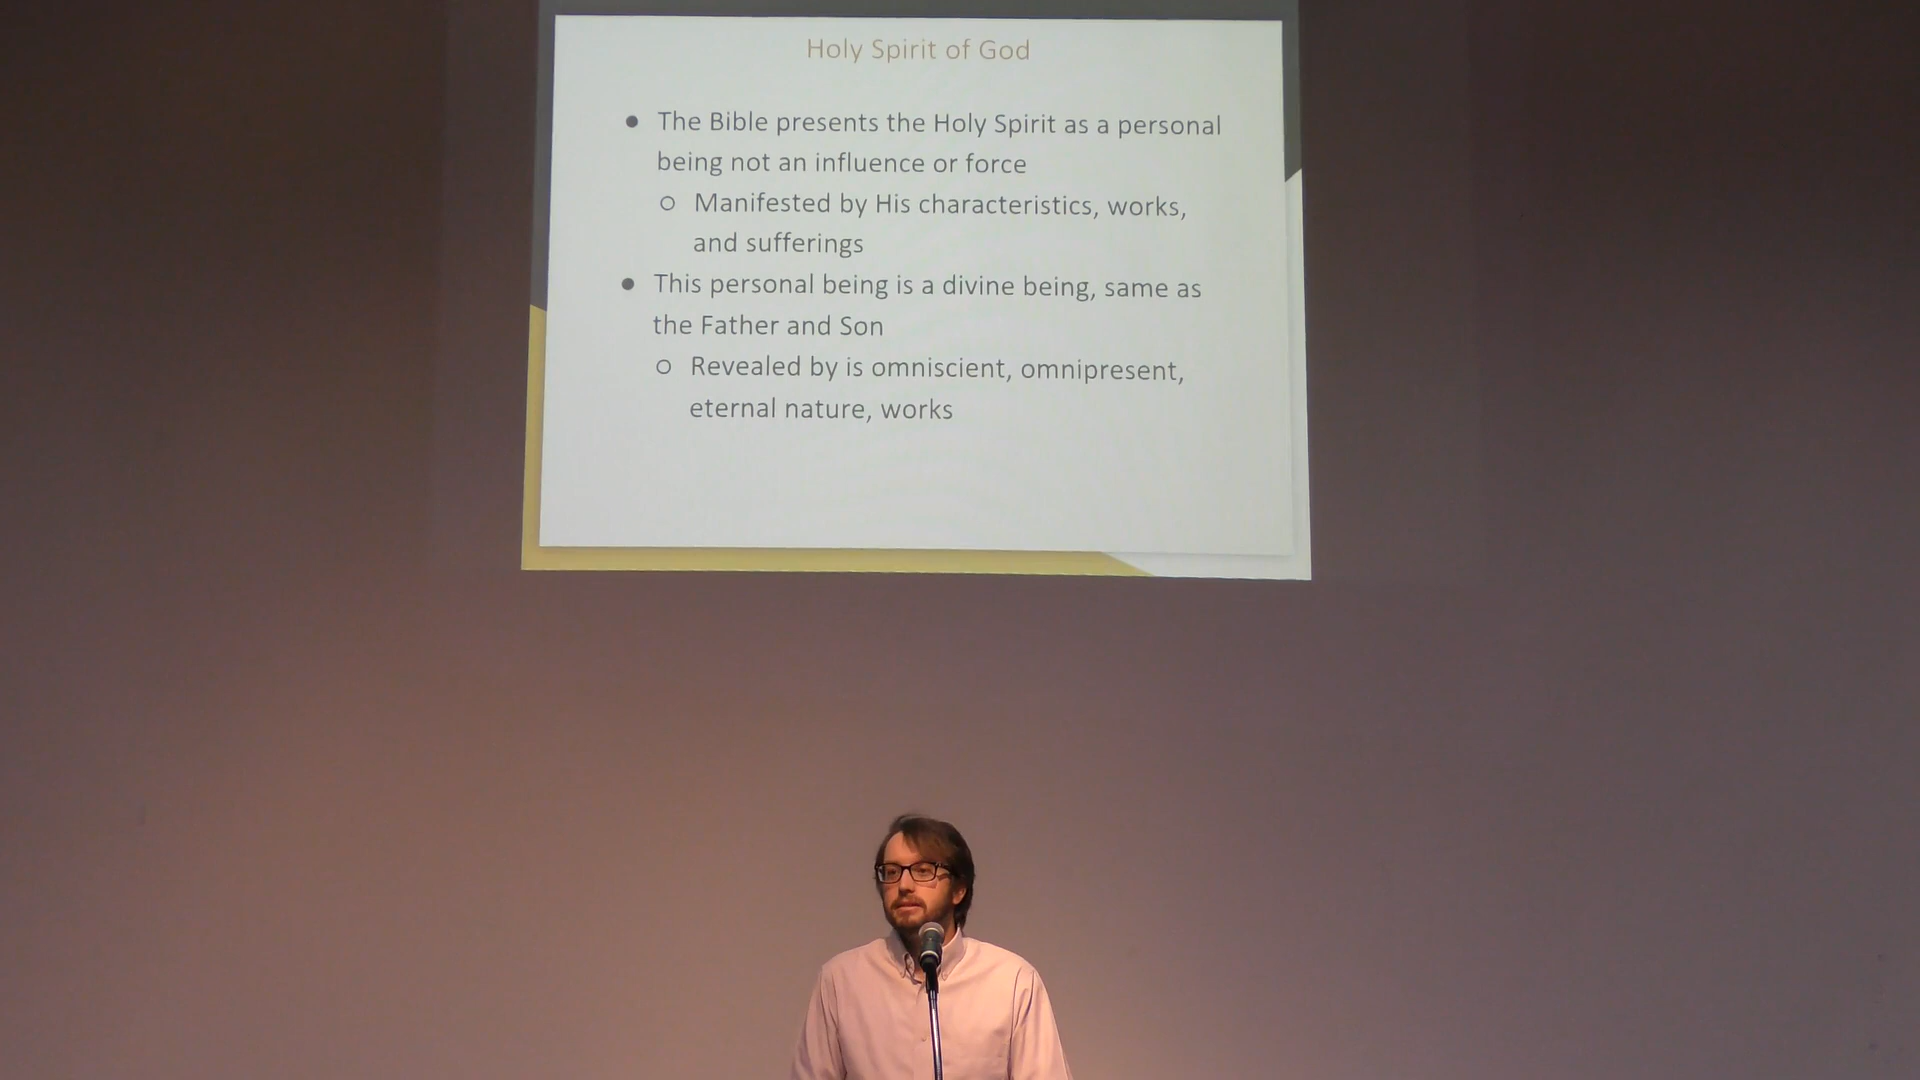 Holy Spirit of God
● The Bible presents the Holy Spirit as a personal
being not an influence or force
○ Manifested by His characteristics, works,
and sufferings
● This personal being is a divine being, same as
the Father and Son
○ Revealed by is omniscient, omnipresent,
eternal nature, works